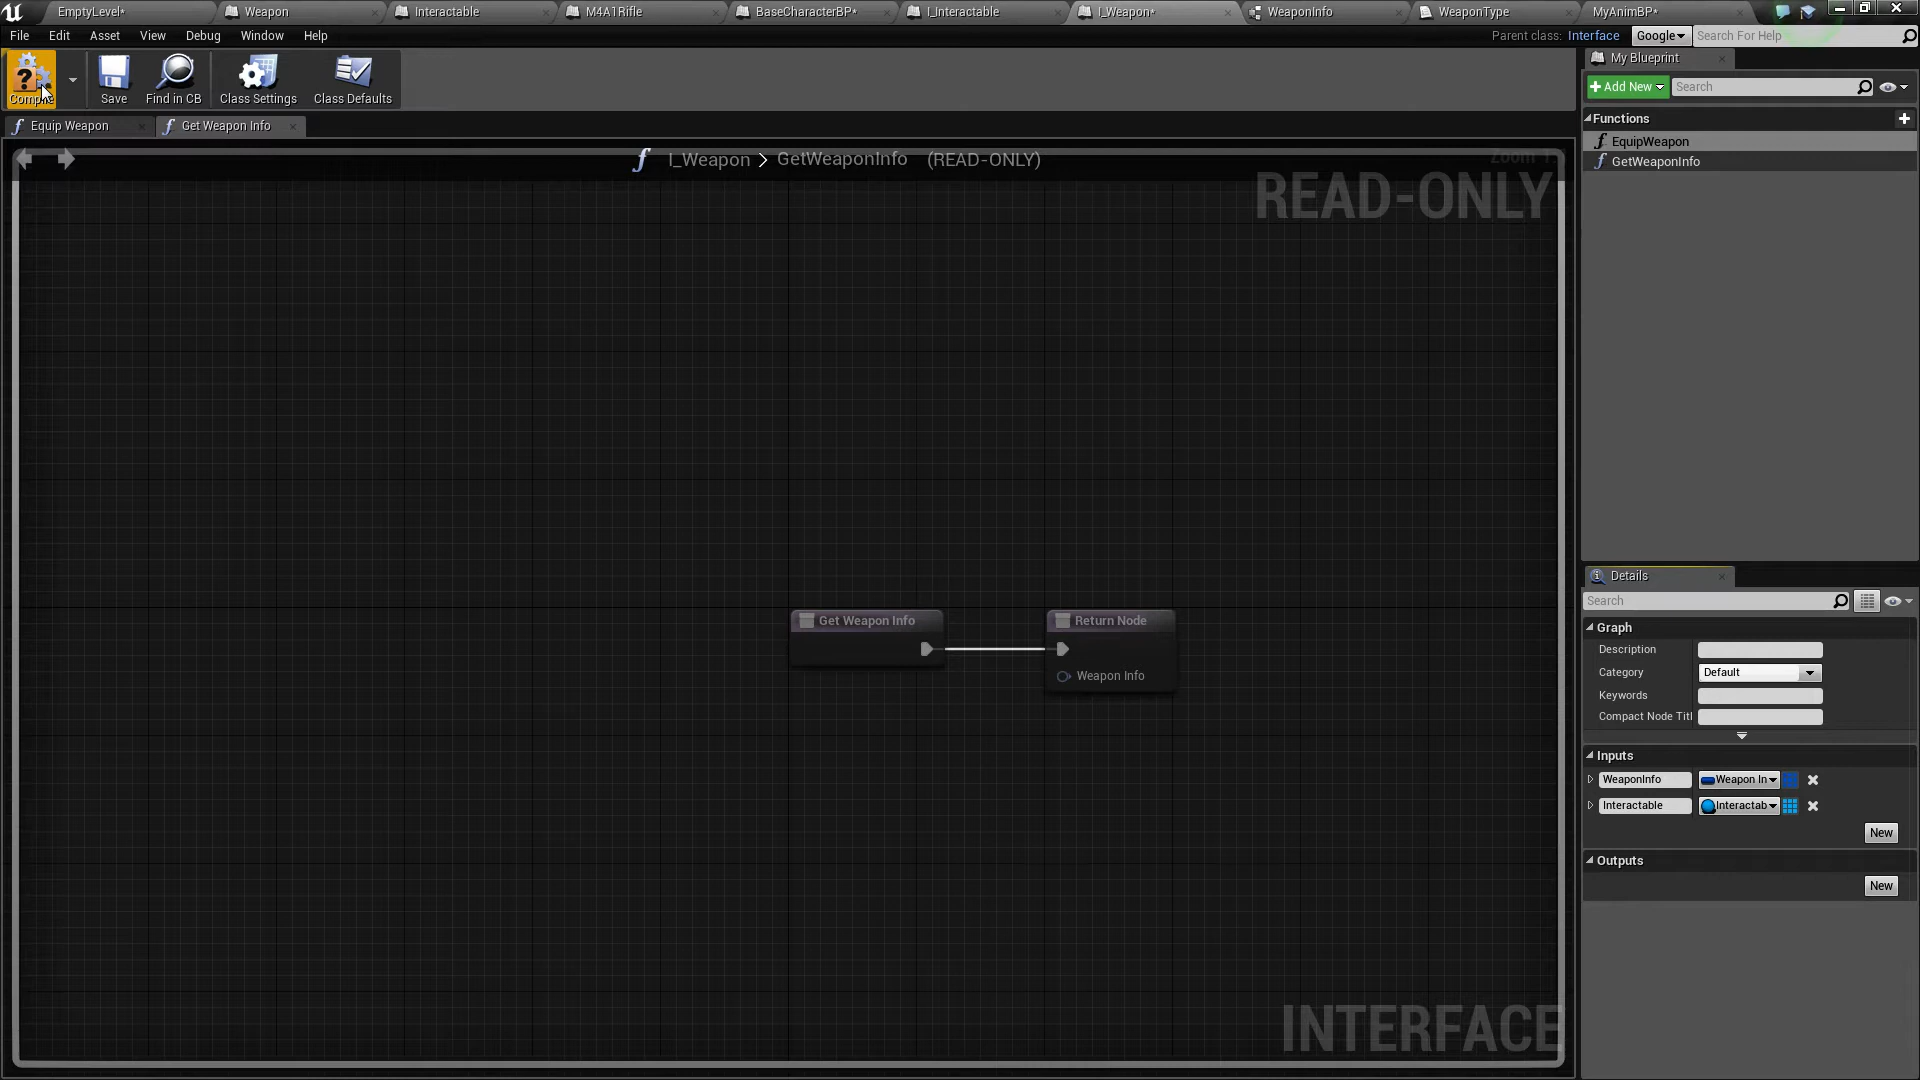 EmptyLevel*
Weapon
Interactable
M4A1Rifle
BaseCharacterBP*
I_Interactable
I_Weapon*
WeaponInfo
WeaponType
MyAnimBP*
File Edit Asset View Debug Window Help
Parent class: Interface
Google
Search For Help
Save
Find in CB
Class Settings
Class Defaults
My Blueprint
Add New
Search
Equip Weapon
Get Weapon Info
Functions
EquipWeapon
GetWeaponInfo
I_Weapon > GetWeaponInfo (READ-ONLY)
READ-ONLY
Get Weapon Info
Return Node
Weapon Info
INTERFACE
Details
Search
Graph
Description
Category Default
Keywords
Compact Node Titl
Inputs
WeaponInfo Weapon In
Interactable Interactab
New
Outputs
New